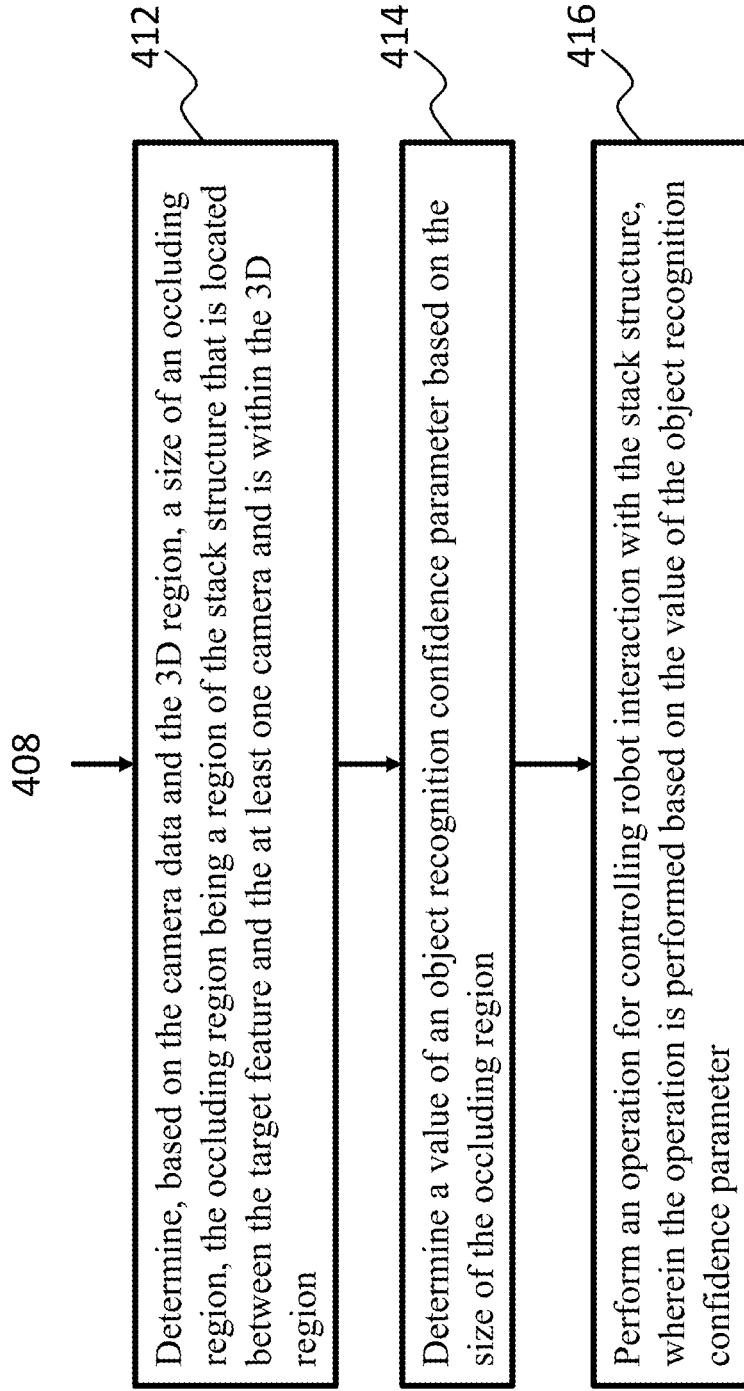 408
412
Determine, based on the camera data and the 3D region, a size of an occluding
region, the occluding region being a region of the stack structure that is located
between the target feature and the at least one camera and is within the 3D
region
414
Determine a value of an object recognition confidence parameter based on the
size of the occluding region
416
Perform an operation for controlling robot interaction with the stack structure,
wherein the operation is performed based on the value of the object recognition
confidence parameter